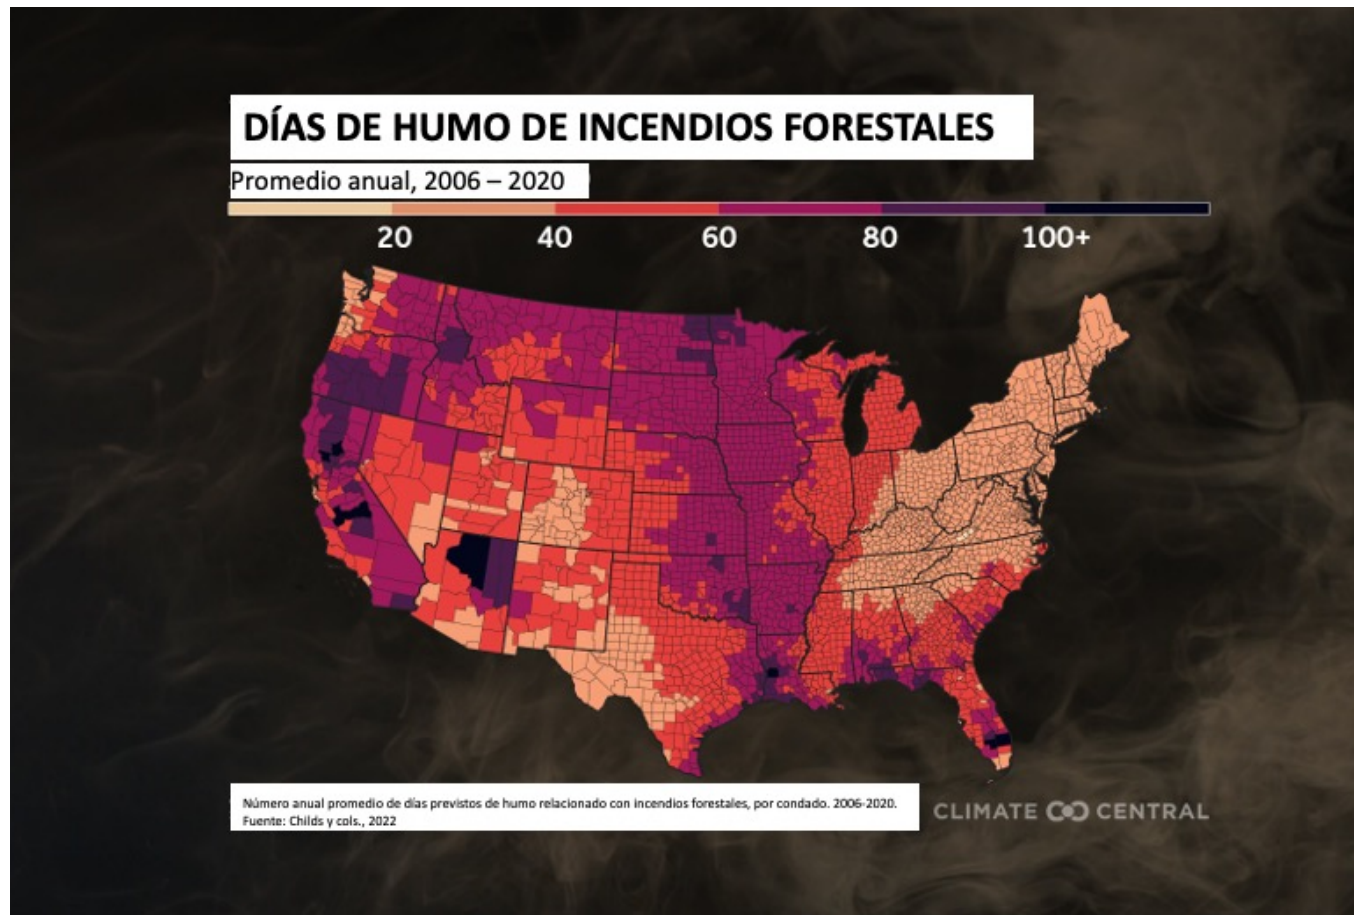 DÍAS DE HUMO DE INCENDIOS FORESTALES
Promedio anual, 2006 – 2020
20 40 60 80 100+
Número anual promedio de días previstos de humo relacionado con incendios forestales, por condado. 2006-2020.
Fuente: Childs y cols., 2022
CLIMATE CENTRAL